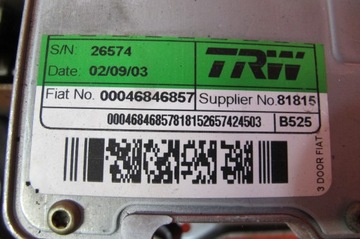 S/N: 26574
TRW
Date: 02/09/03
Fiat No. 00046846857 Supplier No. 81815
00046846857818152657424503 B525
3 DOOR FIAT